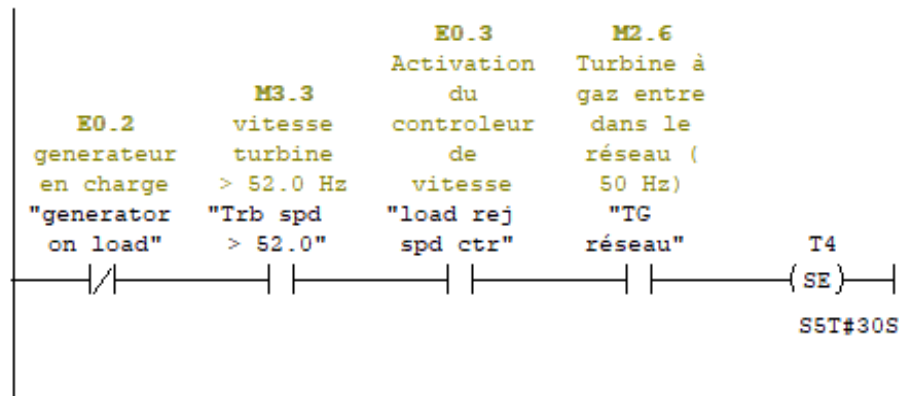 E0.2
generateur
en charge
"generator
on load"
M3.3
vitesse
turbine
> 52.0 Hz
"Trb spd
> 52.0"
E0.3
Activation
du
controleur
de
vitesse
"load rej
spd ctr"
M2.6
Turbine à
gaz entre
dans le
réseau (
50 Hz)
"TG
réseau"
T4
SE
S5T#30S